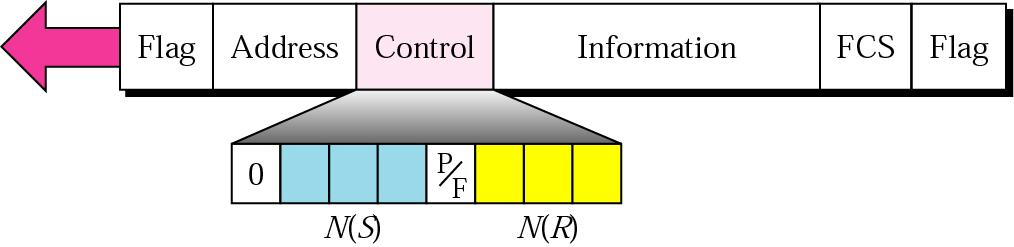 Flag Address Control Information FCS Flag
0 P/F
N(S) N(R)